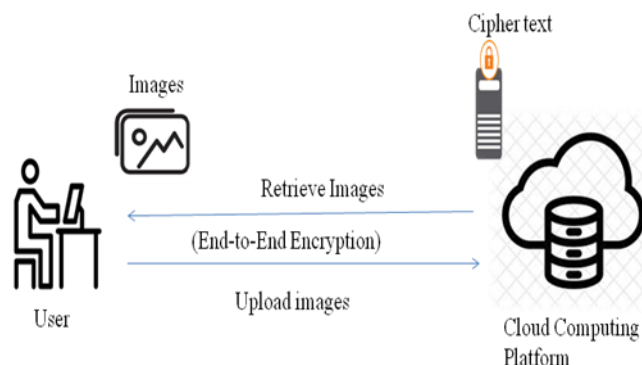 Cipher text
Images
Retrieve Images
(End-to-End Encryption)
Upload images
User
Cloud Computing
Platform